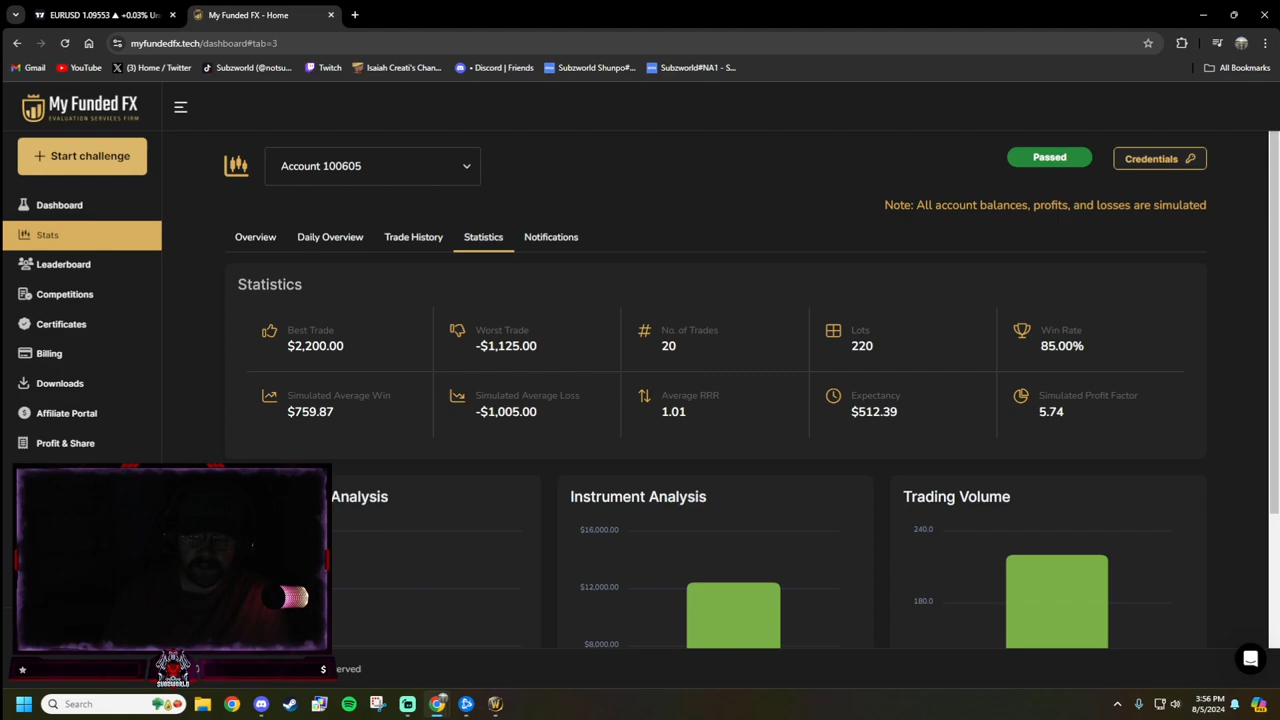 EURUSD 1.09553 ▲ +0.03% Un
My Funded FX - Home
myfundedfx.tech/dashboard#tab=3
Gmail
YouTube
(3) Home / Twitter
Subzworld (@notsu...
Twitch
Isaiah Creati's Chan...
• Discord | Friends
Subzworld Shunpo#...
Subzworld#NA1 - S...
All Bookmarks
My Funded FX
EVALUATION SERVICES FIRM
+ Start challenge
Dashboard
Stats
Leaderboard
Competitions
Certificates
Billing
Downloads
Affiliate Portal
Profit & Share
Account 100605
Passed
Credentials
Note: All account balances, profits, and losses are simulated
Overview
Daily Overview
Trade History
Statistics
Notifications
Statistics
Best Trade
$2,200.00
Worst Trade
-$1,125.00
No. of Trades
20
Lots
220
Win Rate
85.00%
Simulated Average Win
$759.87
Simulated Average Loss
-$1,005.00
Average RRR
1.01
Expectancy
$512.39
Simulated Profit Factor
5.74
Analysis
Instrument Analysis
$16,000.00
$12,000.00
$8,000.00
Trading Volume
240.0
180.0
$
SUBZWORLD
erved
Search
3:56 PM
8/5/2024